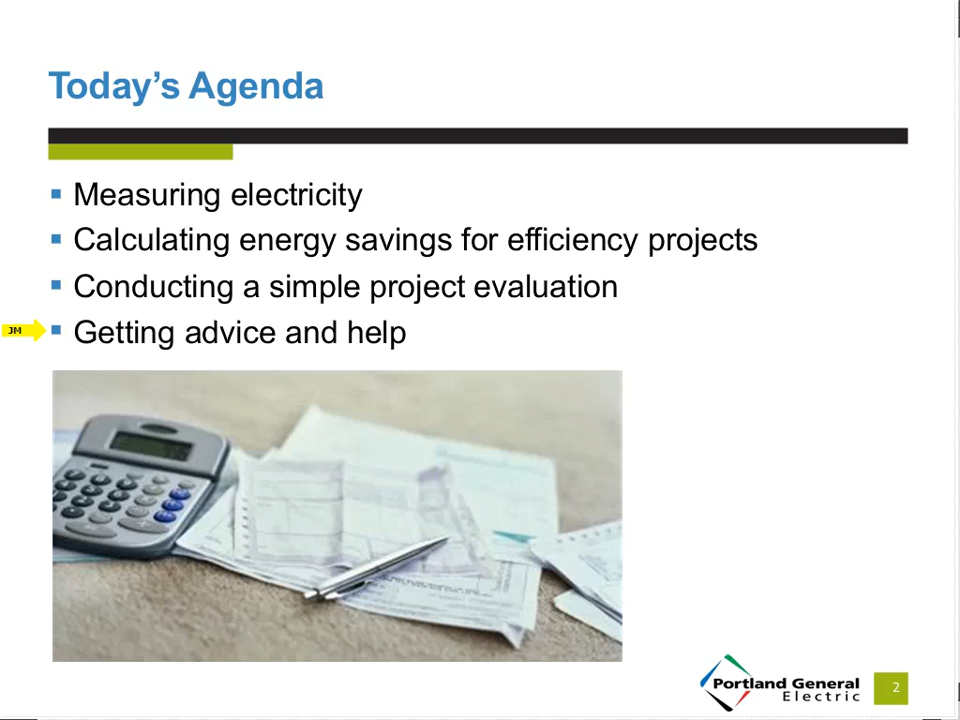 Today’s Agenda
Measuring electricity
Calculating energy savings for efficiency projects
Conducting a simple project evaluation
JM
Getting advice and help
Portland General
Electric
2